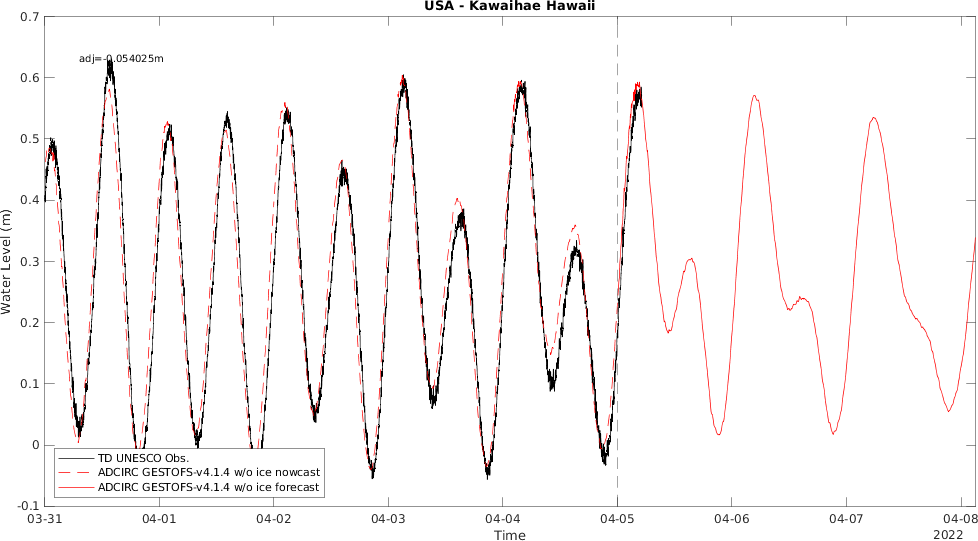 USA - Kawaihae Hawaii
adj=-0.054025m
0.7
0.6
0.5
0.4
0.3
0.2
0.1
0
-0.1
Water Level (m)
TD UNESCO Obs.
ADCIRC GESTOFS-v4.1.4 w/o ice nowcast
ADCIRC GESTOFS-v4.1.4 w/o ice forecast
03-31 04-01 04-02 04-03 04-04 04-05 04-06 04-07 04-08
Time
2022